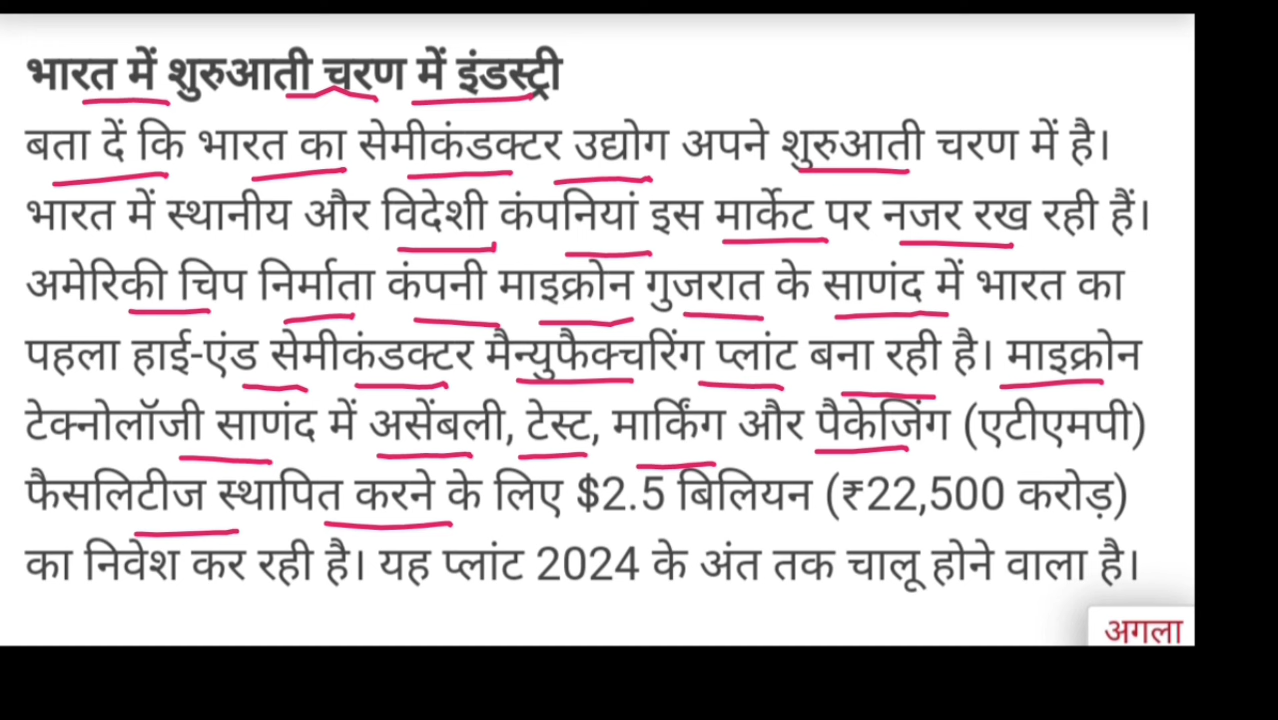 भारत में शुरुआती चरण में इंडस्ट्री
बता दें कि भारत का सेमीकंडक्टर उद्योग अपने शुरुआती चरण में है।
भारत में स्थानीय और विदेशी कंपनियां इस मार्केट पर नजर रख रही हैं।
अमेरिकी चिप निर्माता कंपनी माइक्रोन गुजरात के साणंद में भारत का
पहला हाई-एंड सेमीकंडक्टर मैन्युफैक्चरिंग प्लांट बना रही है। माइक्रोन
टेक्नोलॉजी साणंद में असेंबली, टेस्ट, मार्किंग और पैकेजिंग (एटीएमपी)
फैसलिटीज स्थापित करने के लिए $2.5 बिलियन (₹22,500 करोड़)
का निवेश कर रही है। यह प्लांट 2024 के अंत तक चालू होने वाला है।
अगला